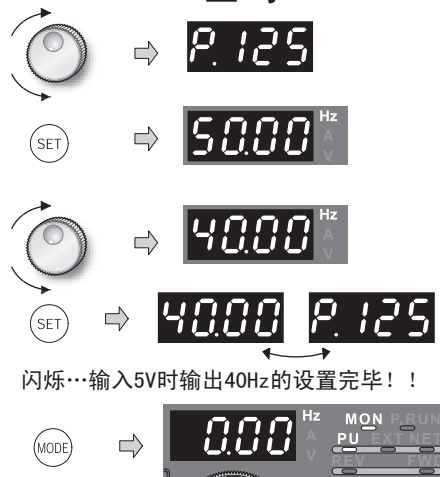 P.125
SET
50.00 Hz
A
V
40.00 Hz
A
V
SET
40.00 P.125
闪烁…输入5V时输出40Hz的设置完毕！！
MODE
0.00 Hz
A
V
MON P.RUN
PU EXT NET
REV FWD